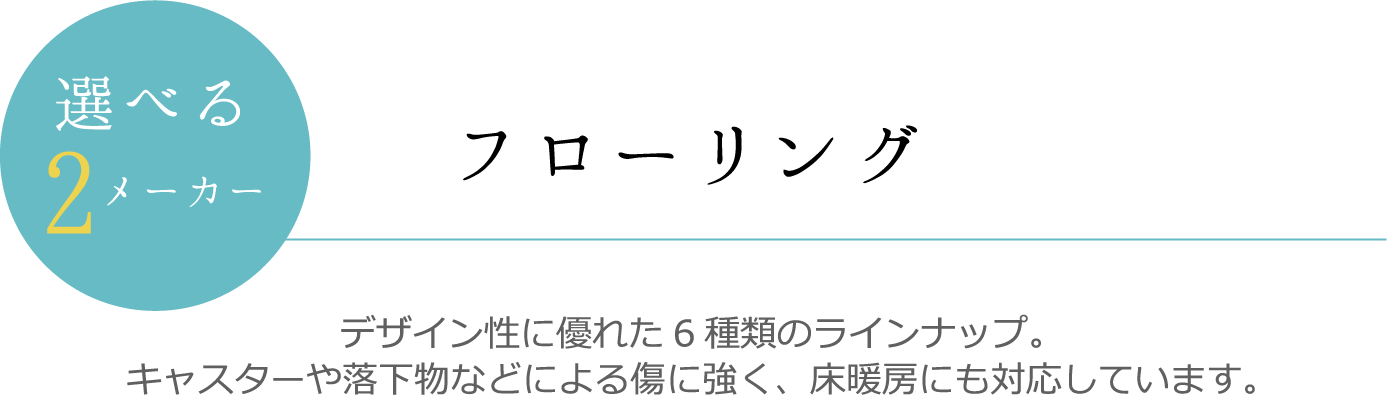 選べる
2メーカー
フローリング
デザイン性に優れた6種類のラインナップ。
キャスターや落下物などによる傷に強く、床暖房にも対応しています。